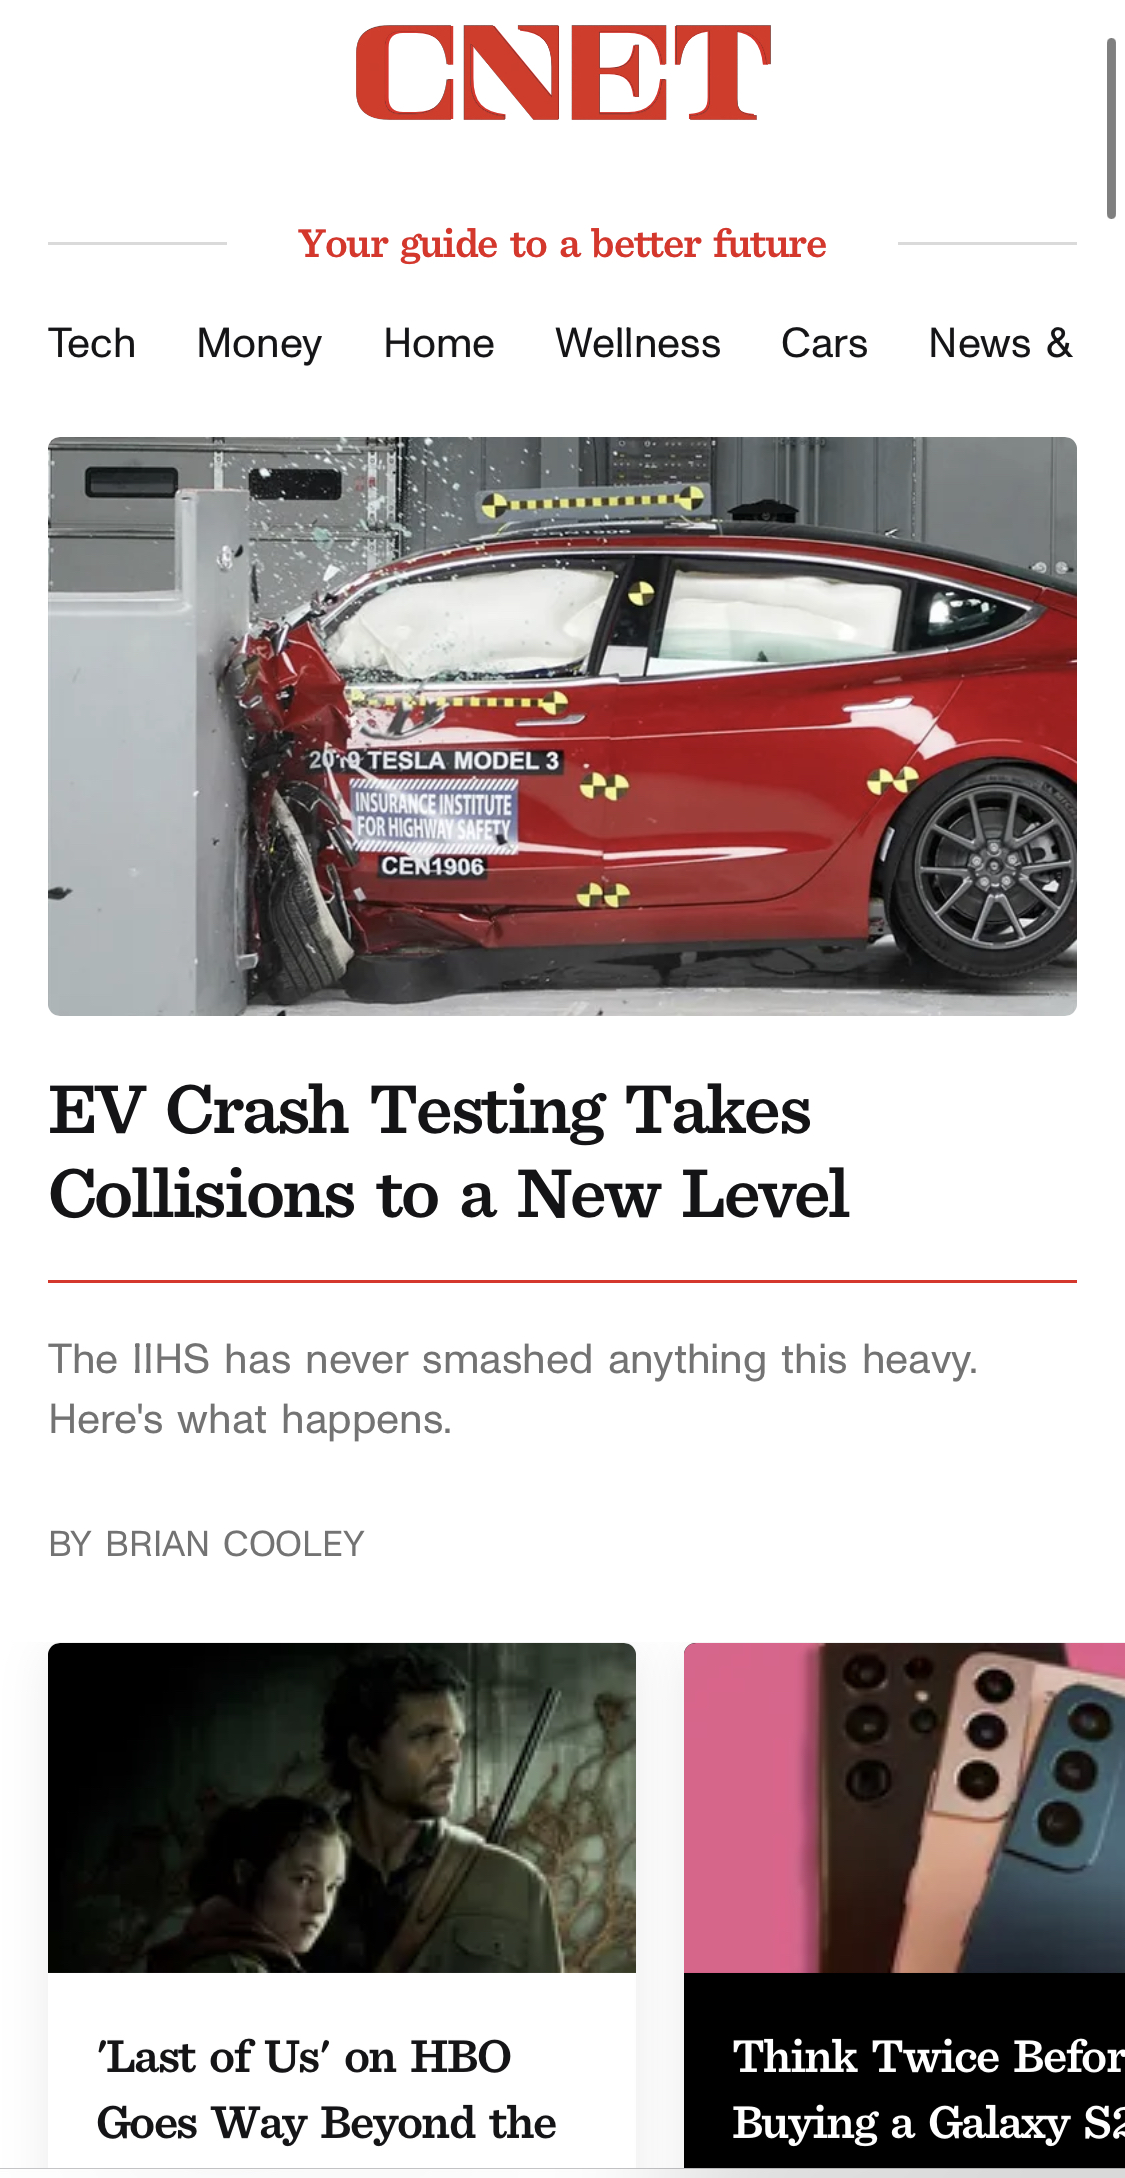 CNET
Your guide to a better future
Tech Money Home Wellness Cars News &
2019 TESLA MODEL 3
INSURANCE INSTITUTE
FOR HIGHWAY SAFETY
CEN1906
EV Crash Testing Takes
Collisions to a New Level
The IIHS has never smashed anything this heavy.
Here's what happens.
BY BRIAN COOLEY
'Last of Us' on HBO
Goes Way Beyond the
Think Twice Befor
Buying a Galaxy S2